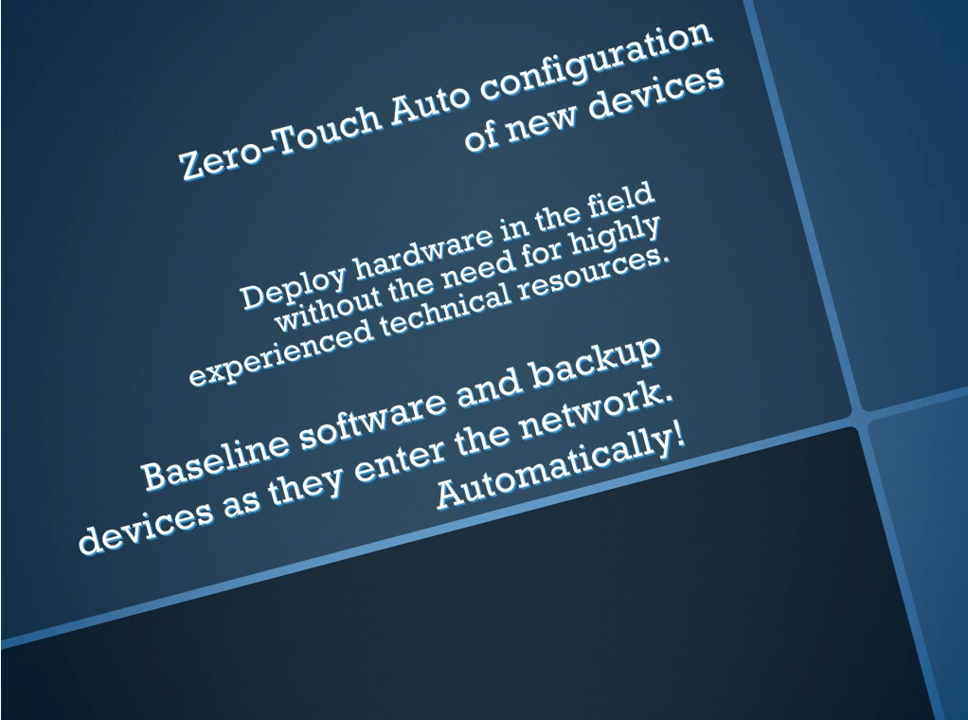 Zero-Touch Auto configuration
of new devices
Deploy hardware in the field
without the need for highly
experienced technical resources.
Baseline software and backup
devices as they enter the network.
Automatically!